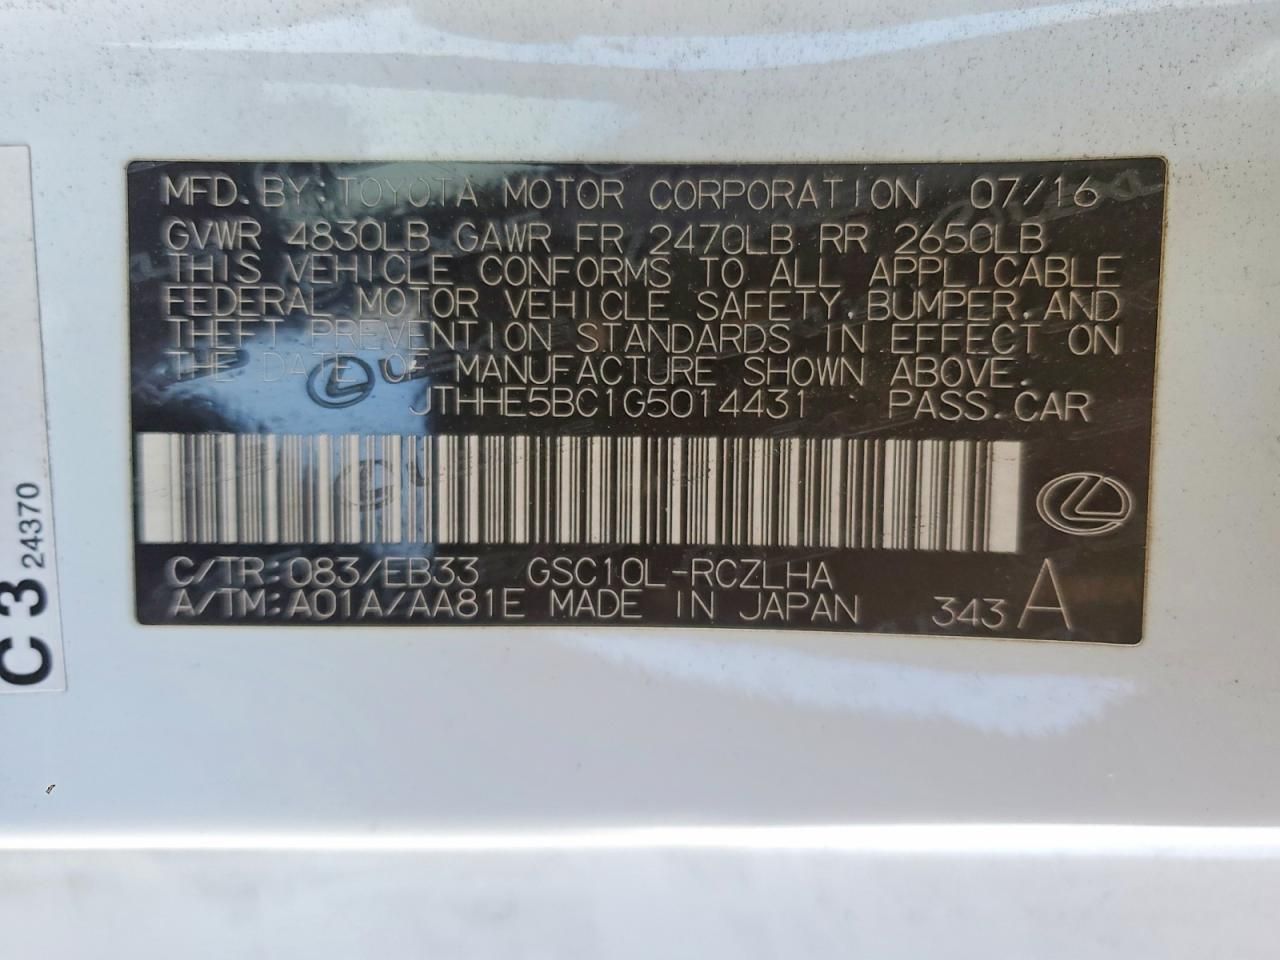 MFD. BY: TOYOTA MOTOR CORPORATION 07/16
GVWR 4830LB GAWR FR 2470LB RR 2650LB
THIS VEHICLE CONFORMS TO ALL APPLICABLE
FEDERAL MOTOR VEHICLE SAFETY, BUMPER, AND
THEFT PREVENTION STANDARDS IN EFFECT ON
THE DATE OF MANUFACTURE SHOWN ABOVE.
JTHHE5BC1G5014431 PASS. CAR
C/TR: 083/EB33 GSC10L-RCZLHA
A/TM: A01A/AA81E MADE IN JAPAN 343 A
C 3 24370